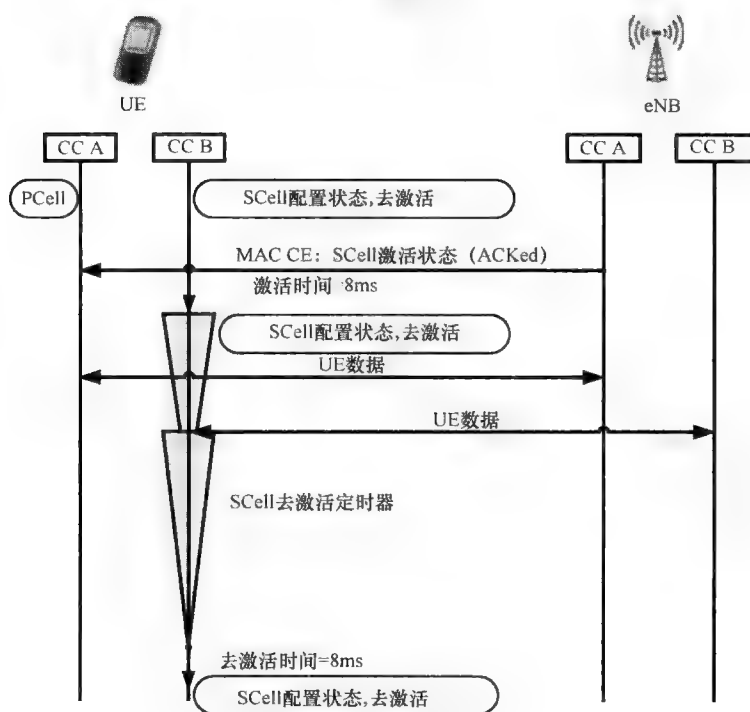 UE
eNB
CC A
CC B
CC A
CC B
PCell
SCell配置状态,去激活
MAC CE：SCell激活状态（ACKed）
激活时间 8ms
SCell配置状态,去激活
UE数据
UE数据
SCell去激活定时器
去激活时间=8ms
SCell配置状态,去激活